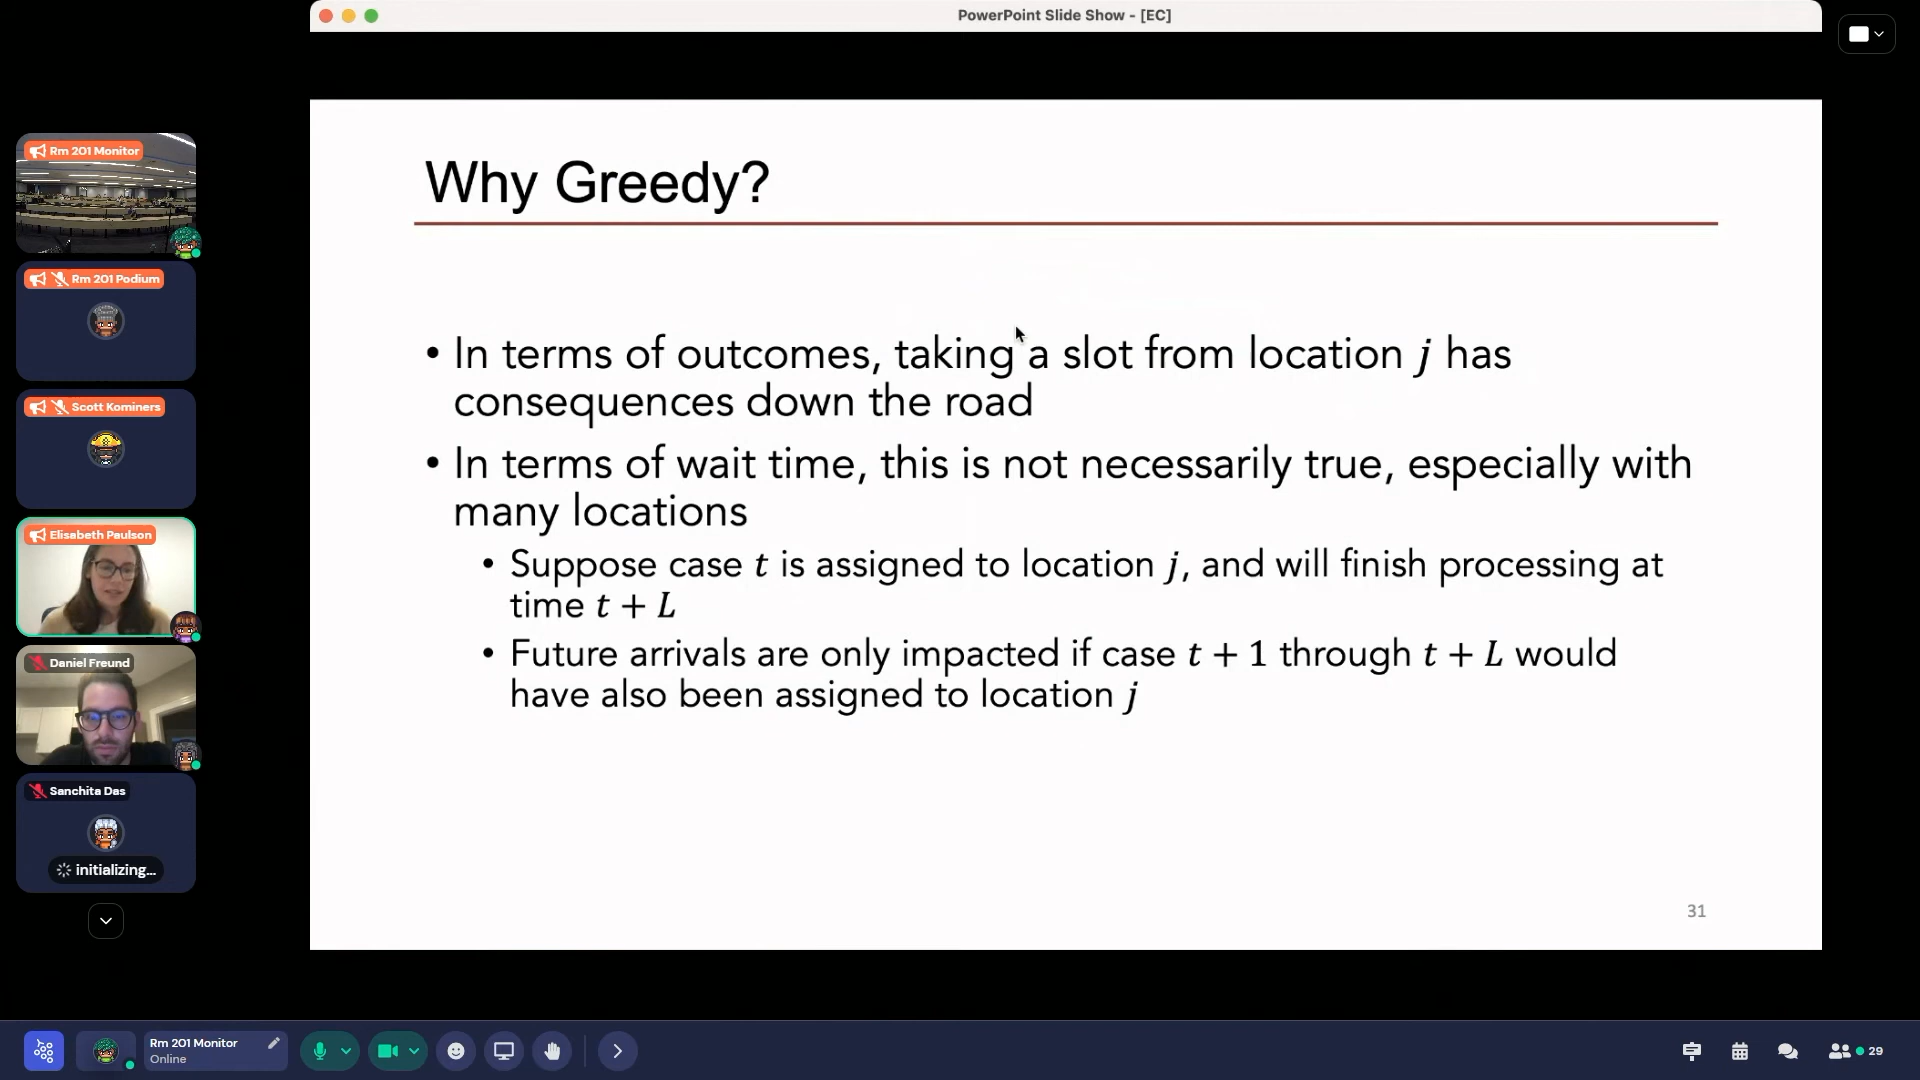 PowerPoint Slide Show - [EC]
Rm 201 Monitor
Rm 201 Podium
Scott Kominers
Elisabeth Paulson
Daniel Freund
Sanchita Das
initializing...
Why Greedy?
• In terms of outcomes, taking a slot from location j has
consequences down the road
• In terms of wait time, this is not necessarily true, especially with
many locations
• Suppose case t is assigned to location j, and will finish processing at
time t + L
• Future arrivals are only impacted if case t + 1 through t + L would
have also been assigned to location j
31
Rm 201 Monitor
Online
29